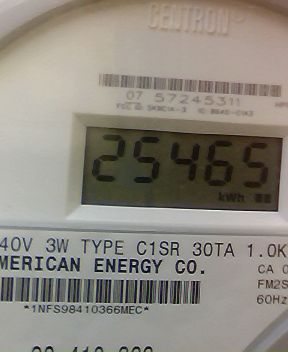 CENTRON®
07 57245311
25465
kWh
40V 3W TYPE C1SR 30TA 1.0K
MERICAN ENERGY CO.
CA 0
FM2S
60Hz
*1NFS98410366MEC*